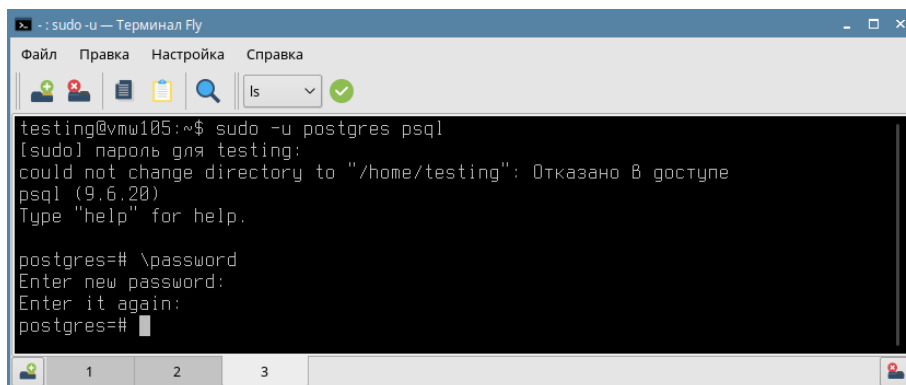 - : sudo -u — Терминал Fly
Файл Правка Настройка Справка
ls
testing@vmw105:~$ sudo -u postgres psql
[sudo] пароль для testing:
could not change directory to "/home/testing": Отказано в доступе
psql (9.6.20)
Type "help" for help.
postgres=# \password
Enter new password:
Enter it again:
postgres=#
1 2 3